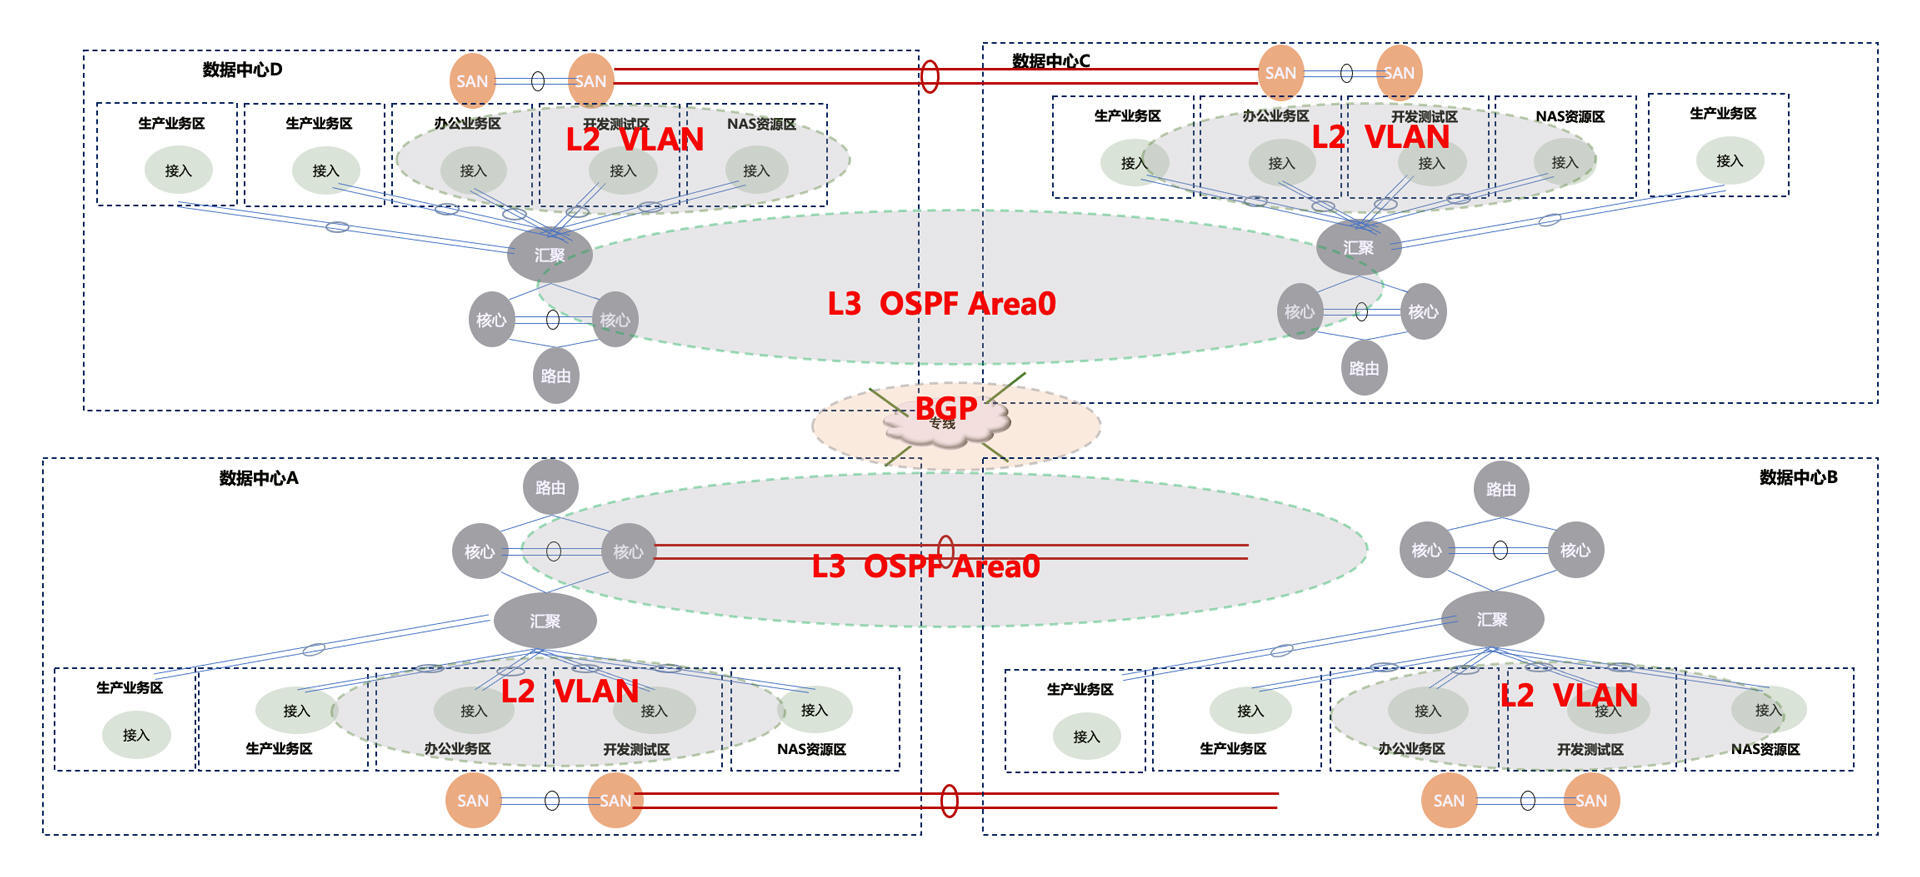 数据中心D
SAN
SAN
生产业务区
生产业务区
办公业务区
开发测试区
NAS资源区
L2 VLAN
接入
接入
接入
接入
接入
汇聚
核心
核心
路由
数据中心C
SAN
SAN
生产业务区
办公业务区
开发测试区
NAS资源区
生产业务区
L2 VLAN
接入
接入
接入
接入
接入
汇聚
核心
核心
路由
L3 OSPF Area0
BGP
专线
数据中心A
路由
核心
核心
L3 OSPF Area0
汇聚
生产业务区
L2 VLAN
接入
接入
接入
接入
接入
生产业务区
办公业务区
开发测试区
NAS资源区
SAN
SAN
数据中心B
路由
核心
核心
汇聚
生产业务区
L2 VLAN
接入
接入
接入
接入
接入
生产业务区
办公业务区
开发测试区
NAS资源区
SAN
SAN